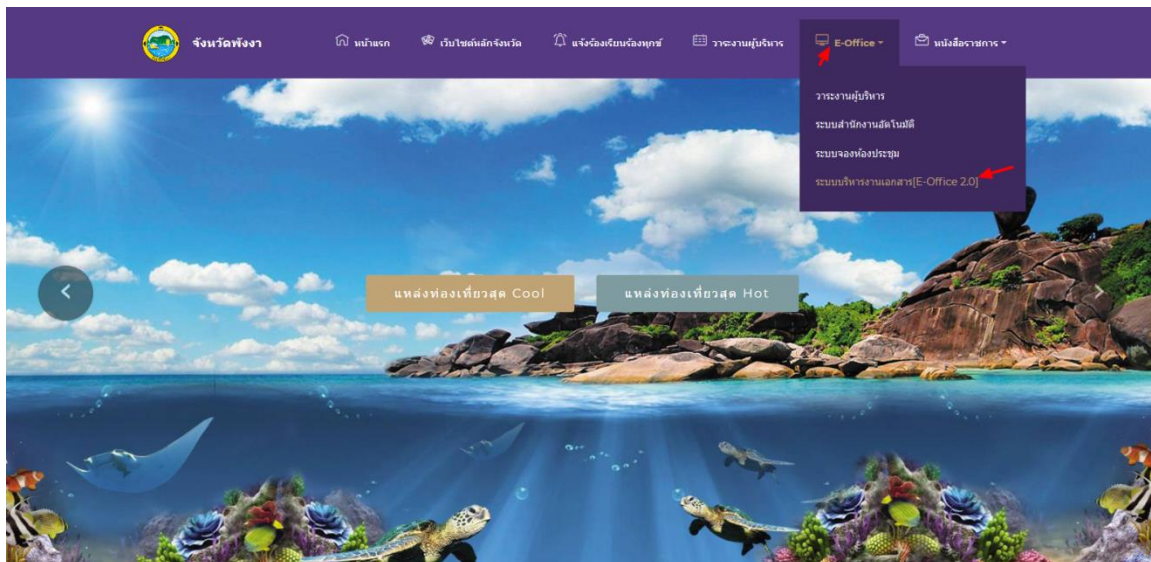 จังหวัดพังงา
หน้าแรก
เว็บไซต์หลักจังหวัด
แจ้งร้องเรียนร้องทุกข์
วาระงานผู้บริหาร
E-Office
หนังสือราชการ
วาระงานผู้บริหาร
ระบบสำนักงานอัตโนมัติ
ระบบจองห้องประชุม
ระบบบริหารงานเอกสาร[E-Office 2.0]
แหล่งท่องเที่ยวสุด Cool
แหล่งท่องเที่ยวสุด Hot